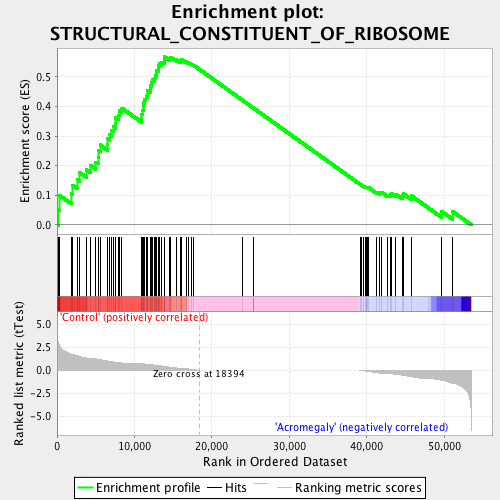 Enrichment plot:
STRUCTURAL_CONSTITUENT_OF_RIBOSOME
Enrichment score (ES)
0.5
0.4
0.3
0.2
0.1
0.0
'Control' (positively correlated)
Ranked list metric (tTest)
5.0
2.5
0.0
-2.5
-5.0
Zero cross at 18394
'Acromegaly' (negatively correlated)
0
10,000
20,000
30,000
40,000
50,000
Rank in Ordered Dataset
Enrichment profile
Hits
Ranking metric scores